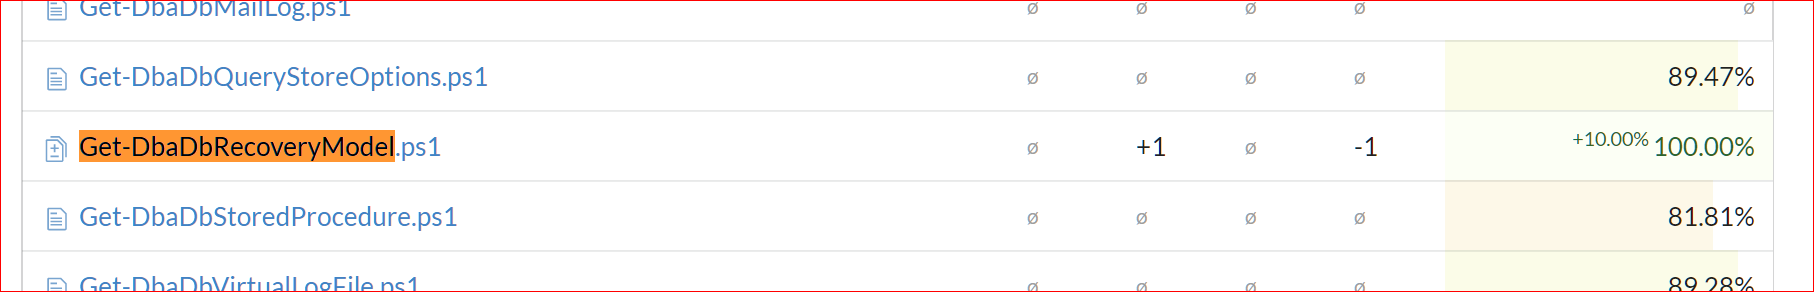 Get-DbaDbMailLog.ps1 ø ø ø ø ø
Get-DbaDbQueryStoreOptions.ps1 ø ø ø ø 89.47%
Get-DbaDbRecoveryModel.ps1 ø +1 ø -1 +10.00% 100.00%
Get-DbaDbStoredProcedure.ps1 ø ø ø ø 81.81%
Get-DbaDbVirtualLogFile.ps1 ø ø ø ø 89.28%